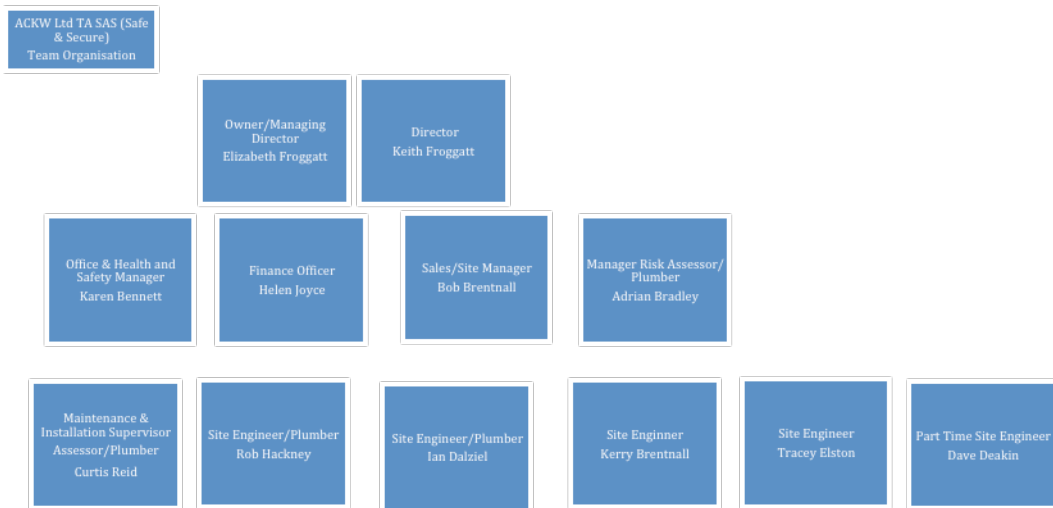 ACKW Ltd TA SAS (Safe
& Secure)
Team Organisation
Owner/Managing
Director
Elizabeth Froggatt
Director
Keith Froggatt
Office & Health and
Safety Manager
Karen Bennett
Finance Officer
Helen Joyce
Sales/Site Manager
Bob Brentnall
Manager Risk Assessor/
Plumber
Adrian Bradley
Maintenance &
Installation Supervisor
Assessor/Plumber
Curtis Reid
Site Engineer/Plumber
Rob Hackney
Site Engineer/Plumber
Ian Dalziel
Site Enginner
Kerry Brentnall
Site Engineer
Tracey Elston
Part Time Site Engineer
Dave Deakin